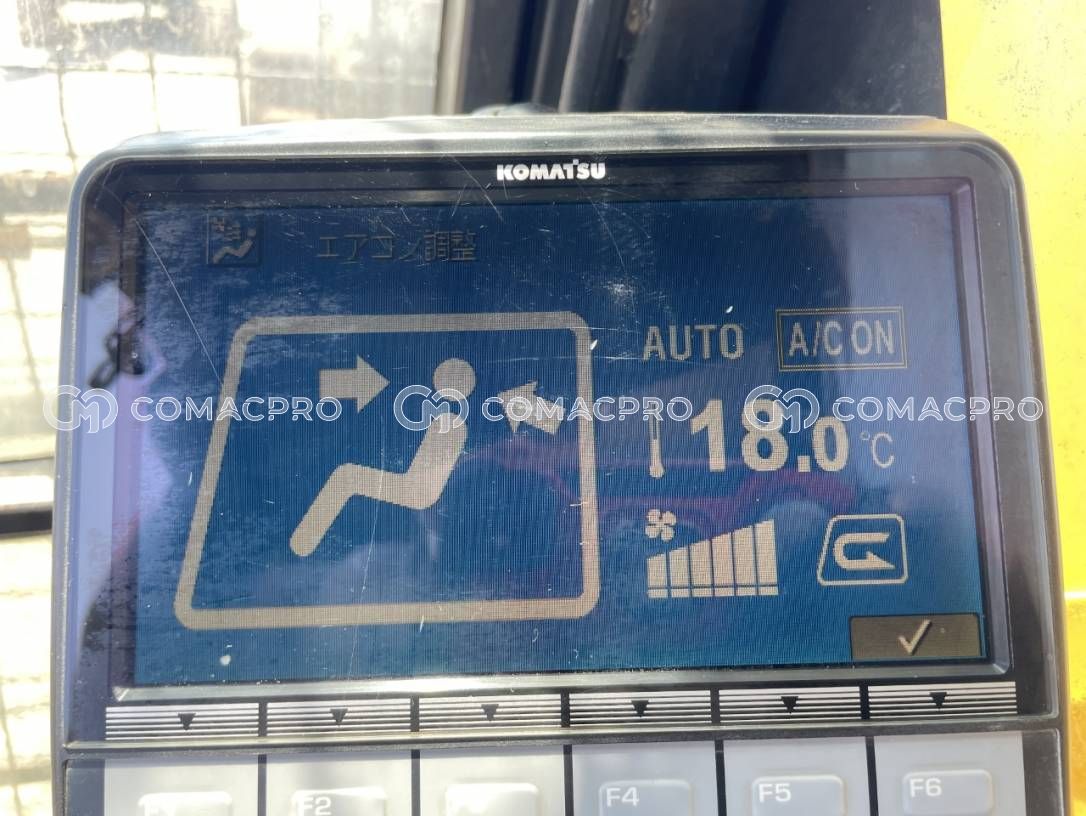 KOMATSU
エアコン調整
AUTO
A/C ON
COMACPRO COMACPRO COMACPRO
18.0 °C
F2 F4 F5 F6